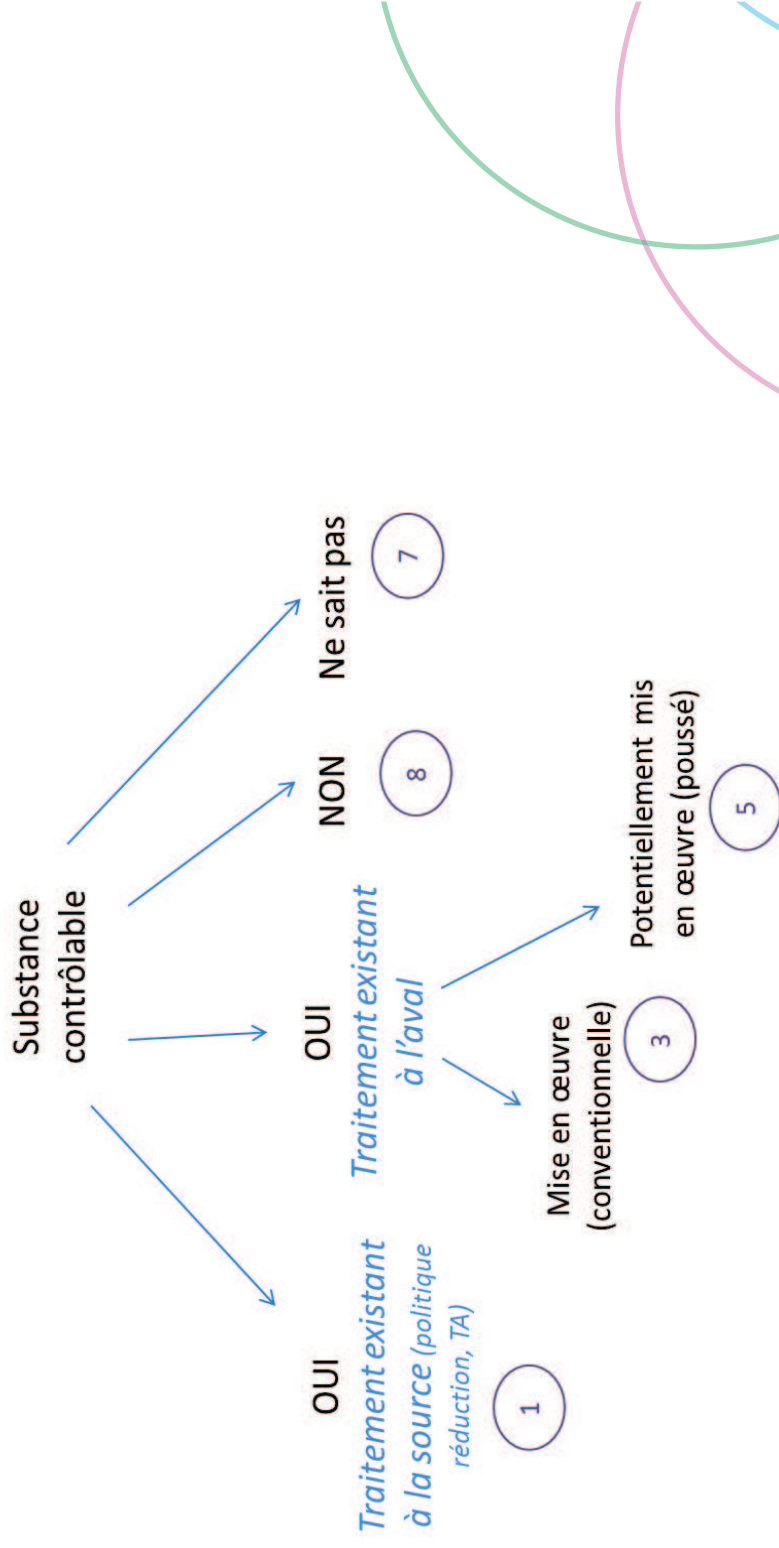 Substance
contrôlable
OUI
Traitement existant
à la source (politique
réduction, TA)
1
OUI
Traitement existant
à l'aval
Mise en œuvre
(conventionnelle)
3
Potentiellement mis
en œuvre (poussé)
5
NON
8
Ne sait pas
7